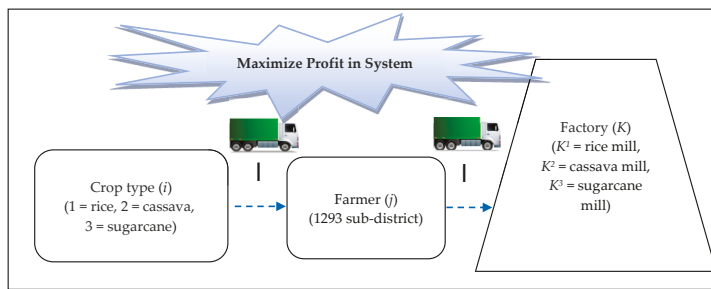 Maximize Profit in System
Crop type (i)
(1 = rice, 2 = cassava,
3 = sugarcane)
Farmer (j)
(1293 sub-district)
Factory (K)
(K¹ = rice mill,
K² = cassava mill,
K³ = sugarcane
mill)